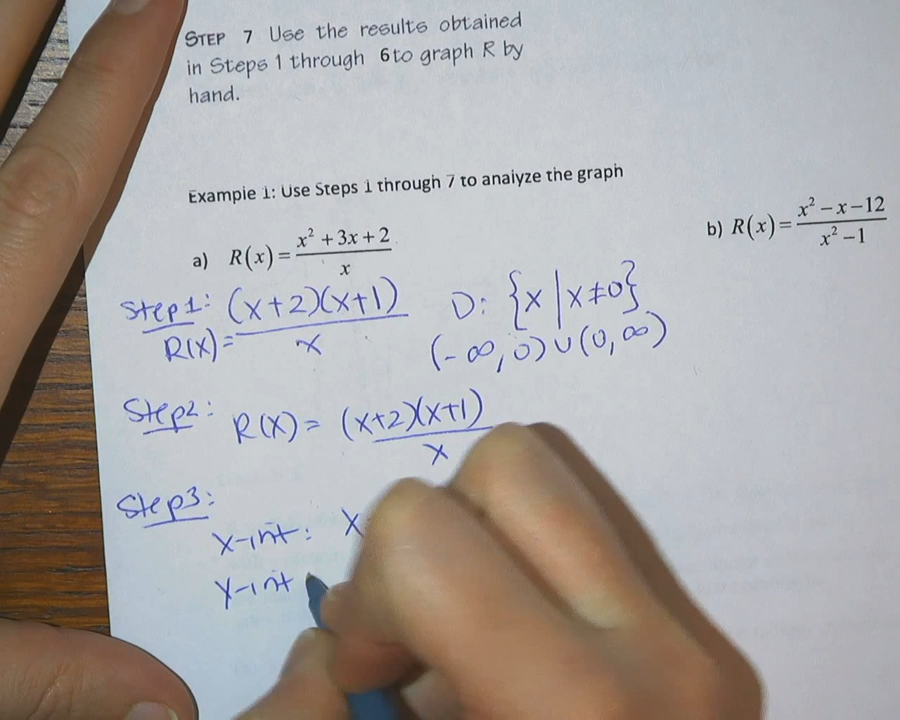 STEP 7 Use the results obtained
in Steps 1 through 6 to graph R by
hand.
Example 1: Use Steps 1 through 7 to analyze the graph
a) R(x) = (x² + 3x + 2)/x
b) R(x) = (x² − x − 12)/(x² − 1)
Step 1: R(x) = (x+2)(x+1)/x
D: {x | x ≠ 0}
(-∞, 0) ∪ (0, ∞)
Step 2: R(x) = (x+2)(x+1)/x
Step 3:
x-int: x
y-int